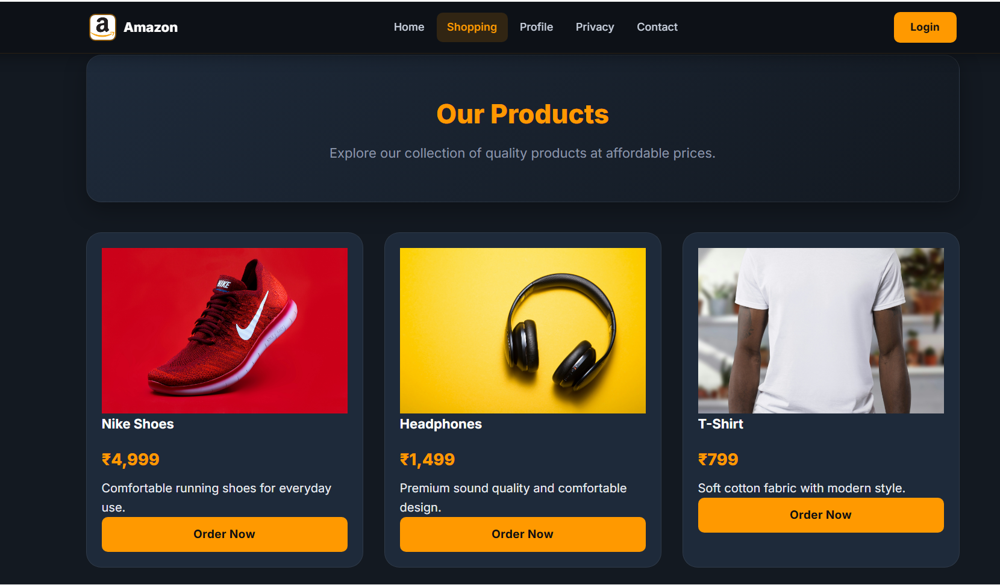 a Amazon
Home Shopping Profile Privacy Contact
Login
Our Products
Explore our collection of quality products at affordable prices.
NIKE
Nike Shoes
₹4,999
Comfortable running shoes for everyday
use.
Order Now
Headphones
₹1,499
Premium sound quality and comfortable
design.
Order Now
T-Shirt
₹799
Soft cotton fabric with modern style.
Order Now